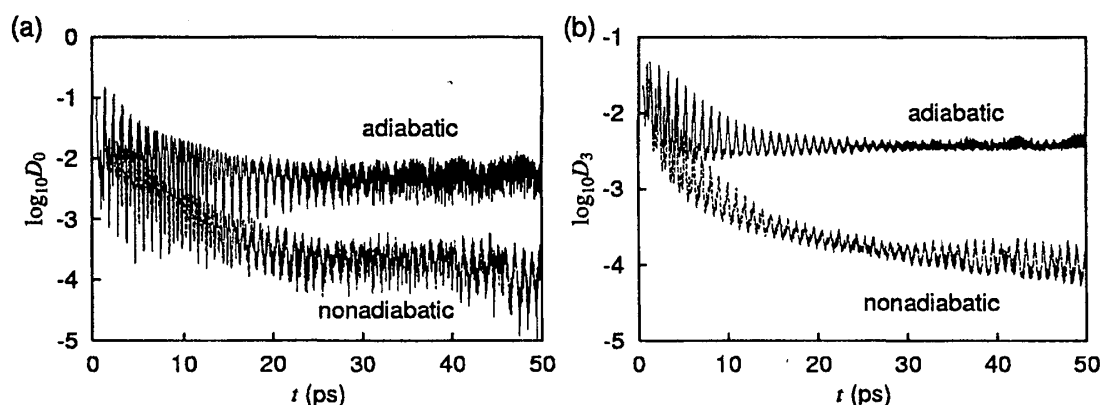 (a)
0
-1
-2
-3
-4
-5
log₁₀D₀
adiabatic
nonadiabatic
0 10 20 30 40 50
t (ps)
(b)
-1
-2
-3
-4
-5
log₁₀D₃
adiabatic
nonadiabatic
0 10 20 30 40 50
t (ps)